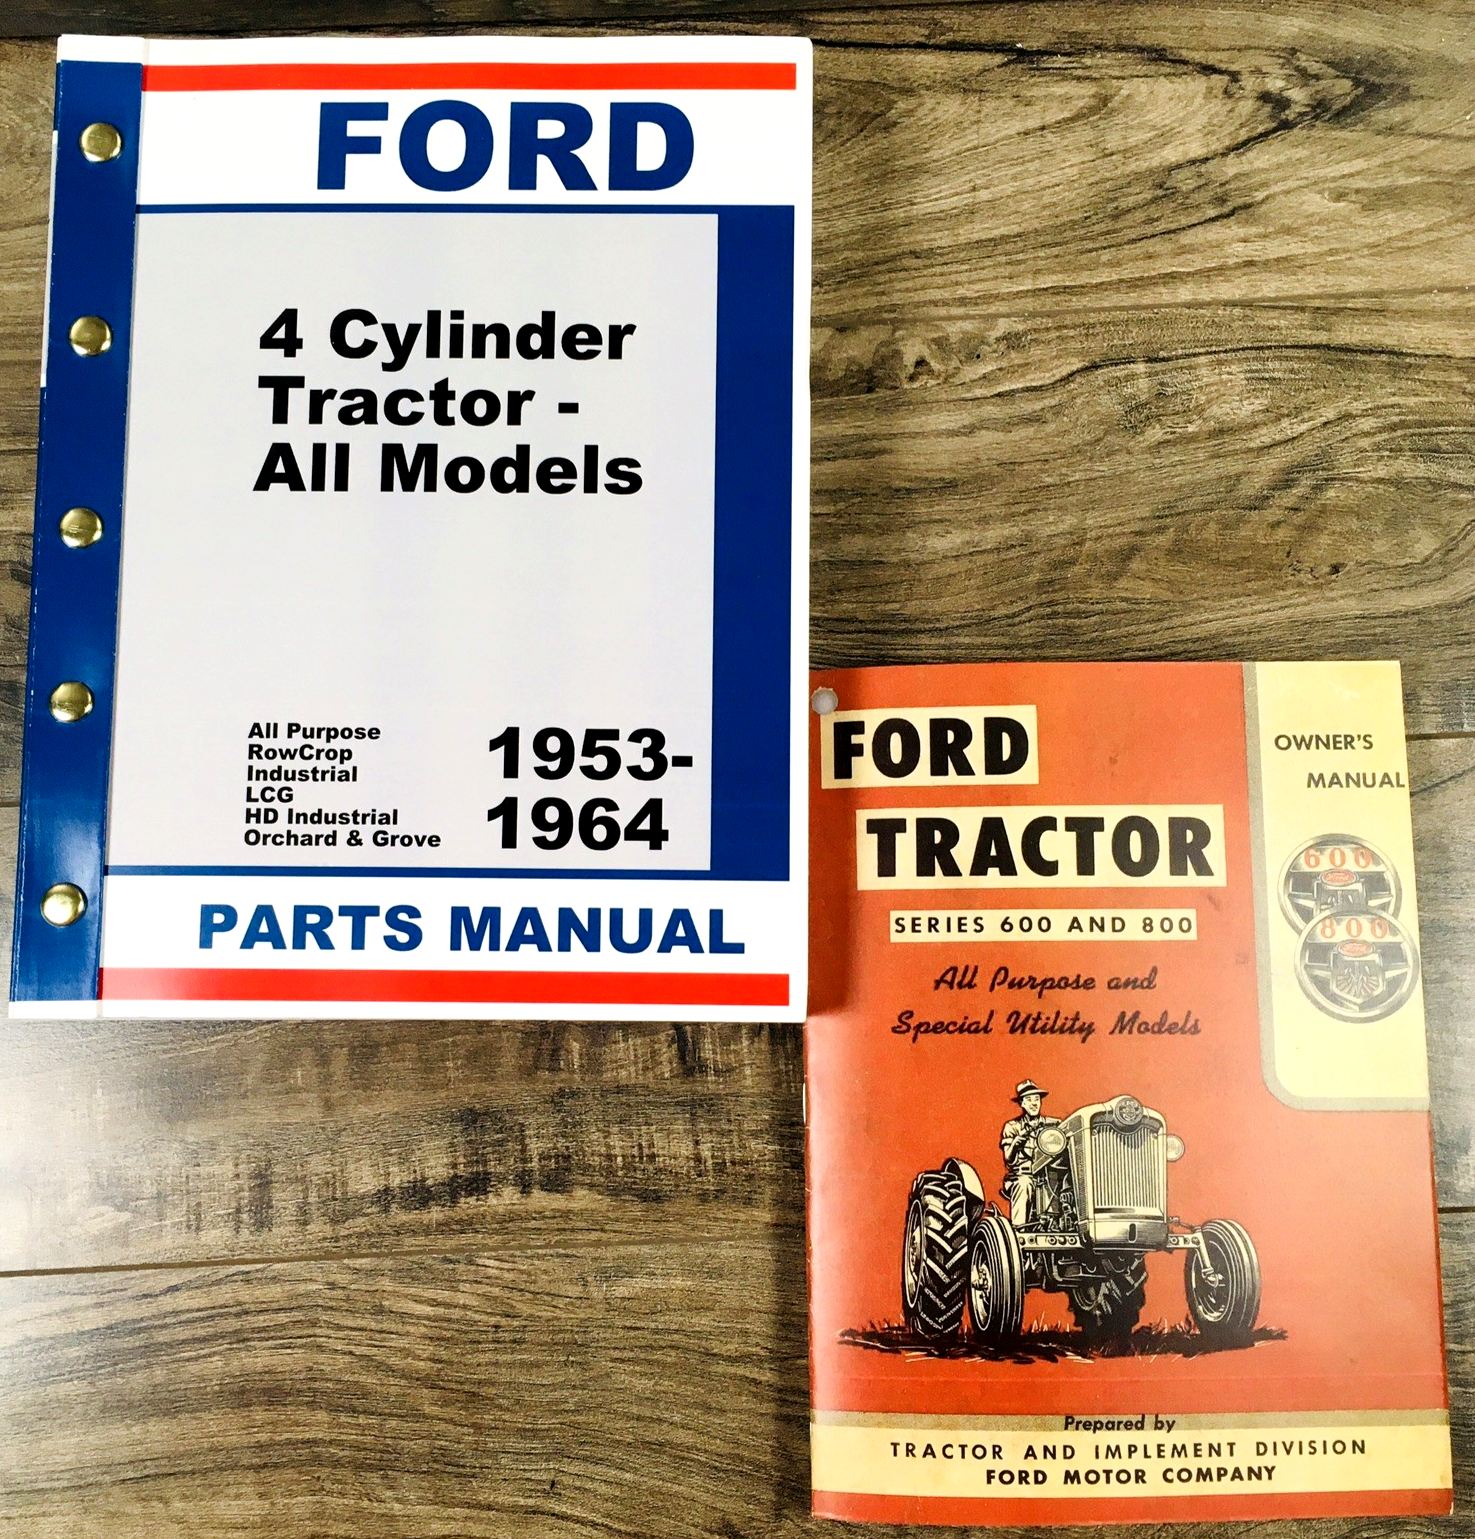 FORD
4 Cylinder
Tractor -
All Models
All Purpose
RowCrop
Industrial
LCG
HD Industrial
Orchard & Grove
1953-
1964
PARTS MANUAL
FORD
TRACTOR
SERIES 600 AND 800
All Purpose and
Special Utility Models
OWNER'S
MANUAL
600
Ford
800
Ford
Prepared by
TRACTOR AND IMPLEMENT DIVISION
FORD MOTOR COMPANY